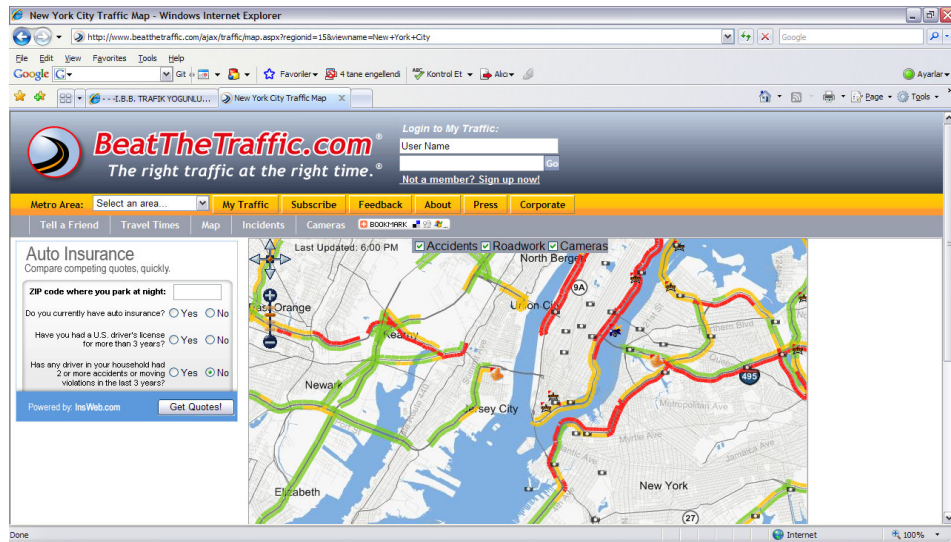 New York City Traffic Map - Windows Internet Explorer
http://www.beatthetraffic.com/ajax/traffic/map.aspx?regionid=15&viewname=New+York+City
Google
File Edit View Favorites Tools Help
Google G Git Favoriler 4 tane engellendi Kontrol Et Alıcı Ayarlar
---I.B.B. TRAFIK YOGUNLU... New York City Traffic Map X Page Tools
BeatTheTraffic.com®
The right traffic at the right time.®
Login to My Traffic:
User Name
Go
Not a member? Sign up now!
Metro Area: Select an area... My Traffic Subscribe Feedback About Press Corporate
Tell a Friend Travel Times Map Incidents Cameras BOOKMARK
Auto Insurance
Compare competing quotes, quickly.
ZIP code where you park at night:
Do you currently have auto insurance? Yes No
Have you had a U.S. driver's license
for more than 3 years? Yes No
Has any driver in your household had
2 or more accidents or moving
violations in the last 3 years? Yes No
Powered by: InsWeb.com Get Quotes!
Last Updated: 6:00 PM Accidents Roadwork Cameras
North Bergen
9A
East Orange
Union City
Kearny
495
Newark
Metropolitan Ave
Jersey City
Myrtle Ave
Jamaica Ave
Elizabeth
New York
27
Done Internet 100%